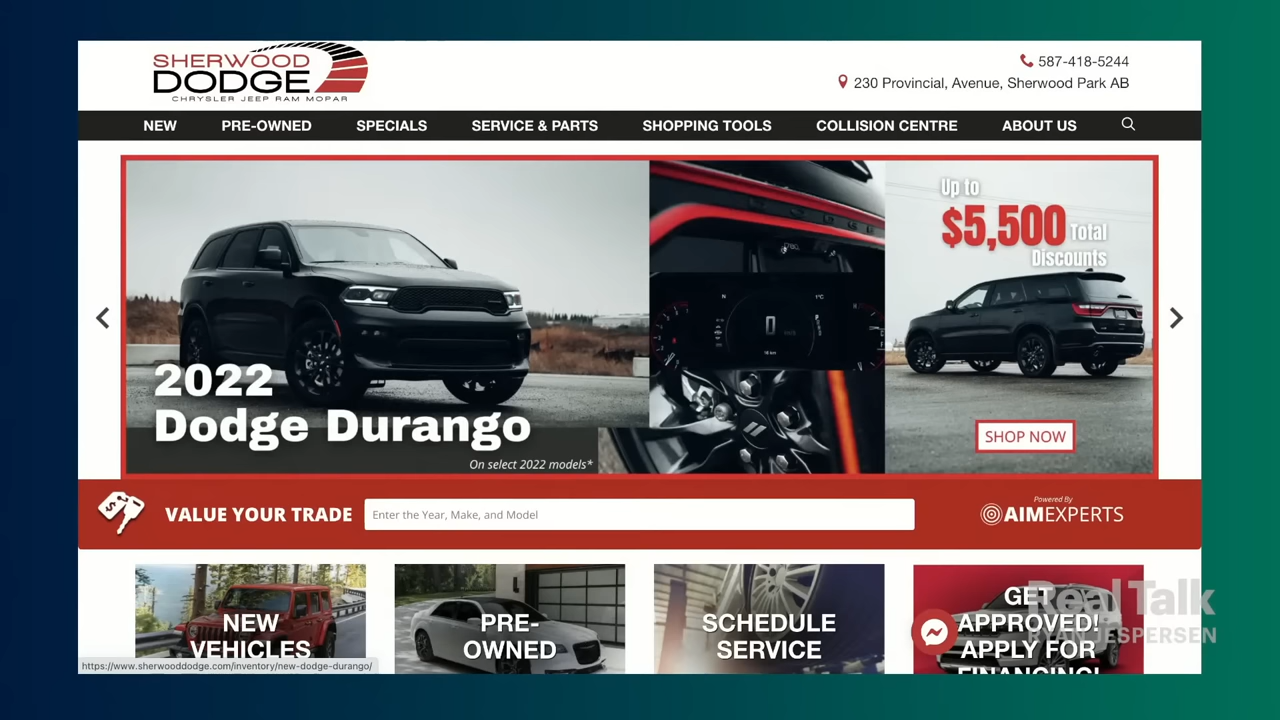 SHERWOOD
DODGE
CHRYSLER JEEP RAM MOPAR
587-418-5244
230 Provincial, Avenue, Sherwood Park AB
NEW PRE-OWNED SPECIALS SERVICE & PARTS SHOPPING TOOLS COLLISION CENTRE ABOUT US
Up to
$5,500 Total
Discounts
2022
Dodge Durango
On select 2022 models*
SHOP NOW
VALUE YOUR TRADE
Enter the Year, Make, and Model
Powered By
AIMEXPERTS
NEW
VEHICLES
PRE-
OWNED
SCHEDULE
SERVICE
GET
APPROVED!
APPLY FOR
FINANCING!
Real Talk
RYAN JESPERSEN
https://www.sherwooddodge.com/inventory/new-dodge-durango/